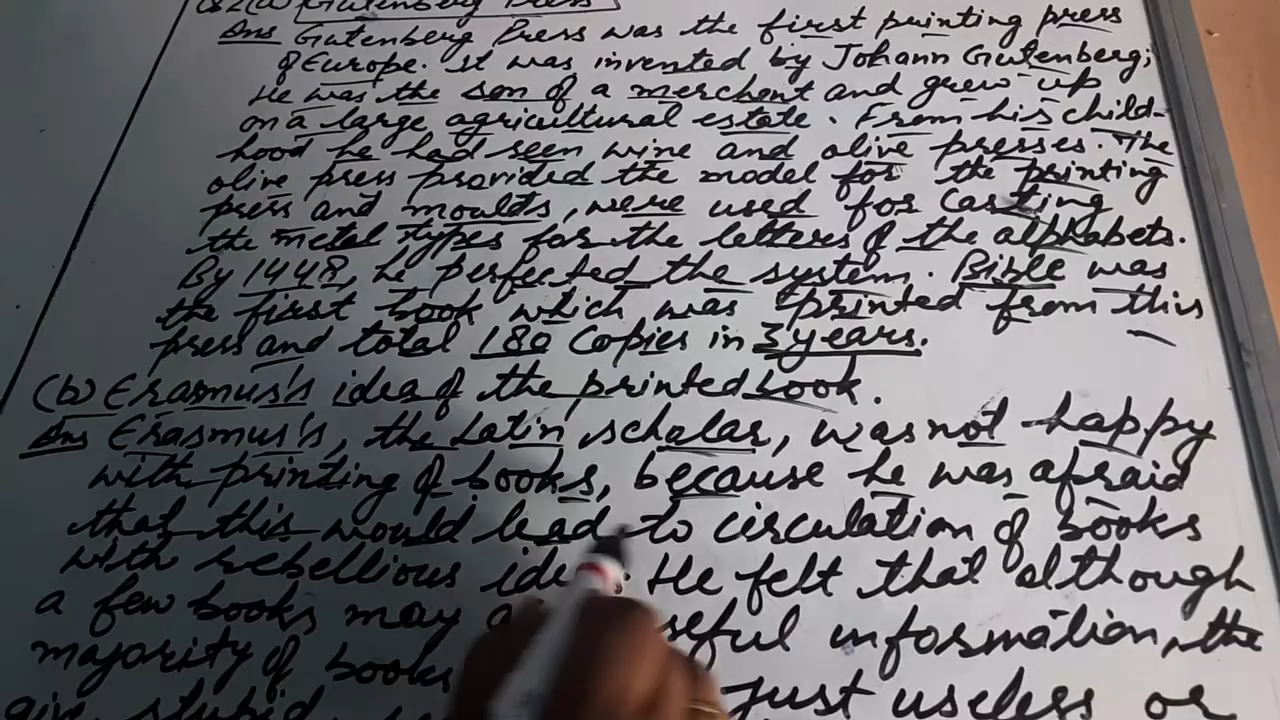 Q2(a) Gutenberg Press
Ans Gutenberg Press was the first printing press
of Europe. It was invented by Johann Gutenberg;
He was the son of a merchant and grew up
on a large agricultural estate. From his child-
hood he had seen wine and olive presses. The
olive press provided the model for the printing
press and moulds, were used for casting
the metal types for the letters of the alphabets.
By 1448, he perfected the system. Bible was
the first book which was printed from this
press and total 180 Copies in 3 years.
(b) Erasmus's idea of the printed book.
Ans Erasmus's, the Latin scholar, was not happy
with printing of books, because he was afraid
that this would lead to circulation of books
with rebellious He felt that although
a few books may information, the
majority of books just useless or
give stupid